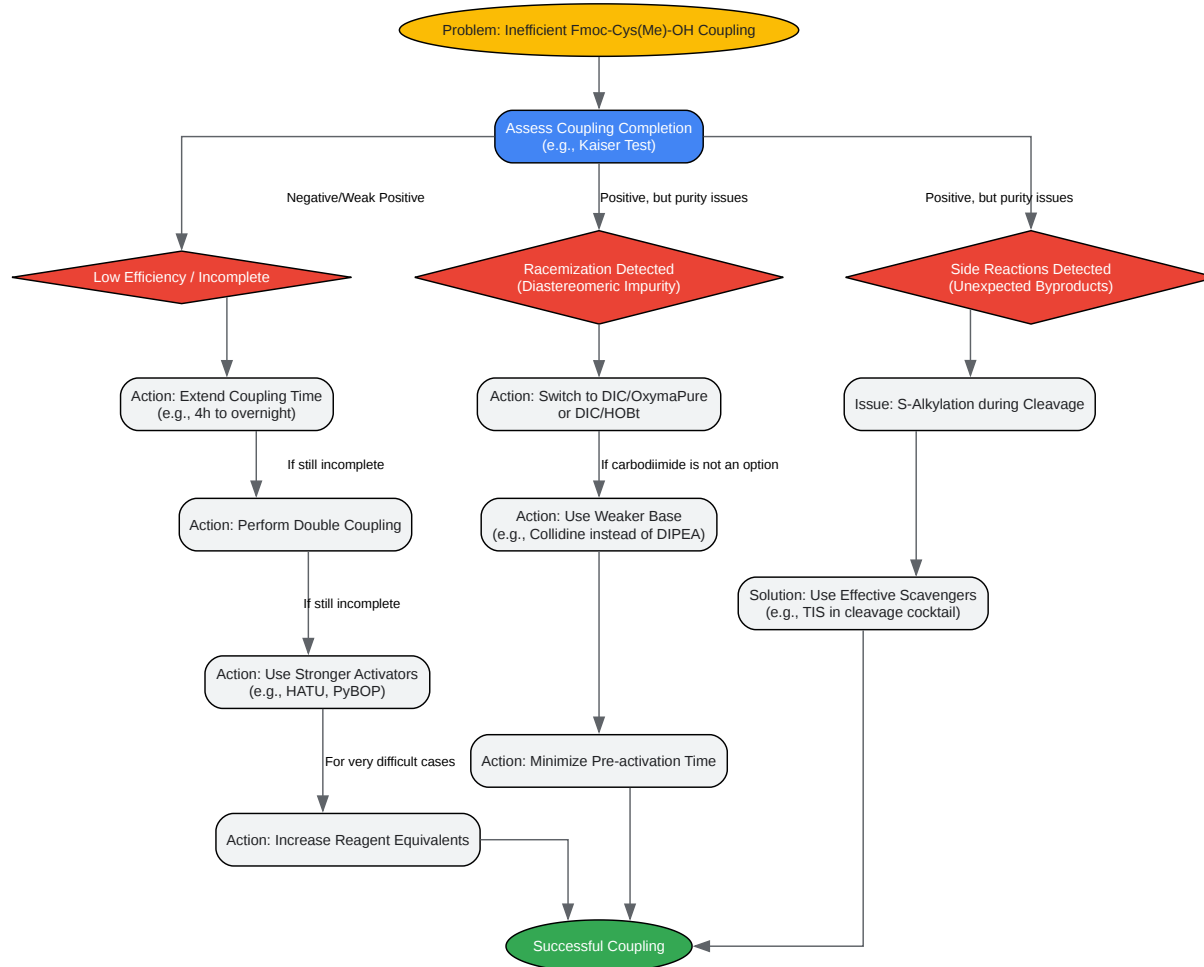 Problem: Inefficient Fmoc-Cys(Me)-OH Coupling
Assess Coupling Completion
(e.g., Kaiser Test)
Negative/Weak Positive
Positive, but purity issues
Positive, but purity issues
Low Efficiency / Incomplete
Racemization Detected
(Diastereomeric Impurity)
Side Reactions Detected
(Unexpected Byproducts)
Action: Extend Coupling Time
(e.g., 4h to overnight)
Action: Switch to DIC/OxymaPure
or DIC/HOBt
Issue: S-Alkylation during Cleavage
If still incomplete
If carbodiimide is not an option
Action: Perform Double Coupling
Action: Use Weaker Base
(e.g., Collidine instead of DIPEA)
Solution: Use Effective Scavengers
(e.g., TIS in cleavage cocktail)
If still incomplete
Action: Use Stronger Activators
(e.g., HATU, PyBOP)
For very difficult cases
Action: Minimize Pre-activation Time
Action: Increase Reagent Equivalents
Successful Coupling